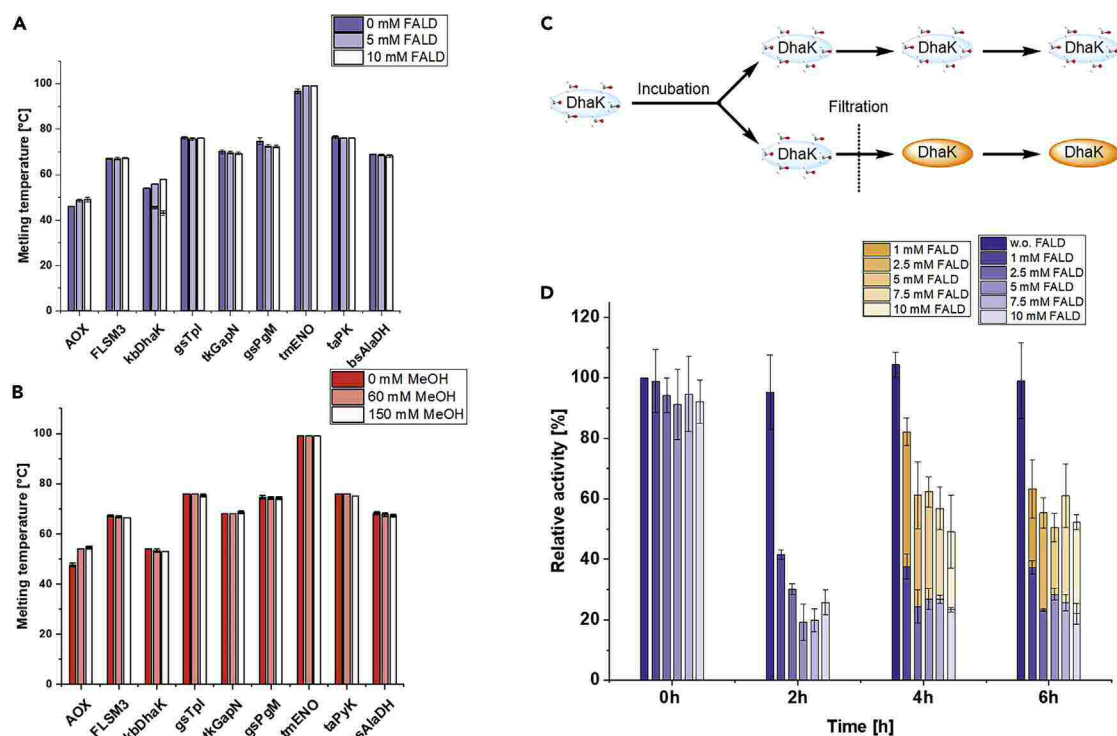 A
0 mM FALD
5 mM FALD
10 mM FALD
Metling temperature [°C]
100
80
60
40
20
0
AOX
FLSM3
kbDhaK
gsTpI
tkGapN
gsPgM
tmENO
taPK
bsAlaDH
B
0 mM MeOH
60 mM MeOH
150 mM MeOH
Melting temperature [°C]
100
80
60
40
20
0
AOX
FLSM3
kbDhaK
gsTpI
tkGapN
gsPgM
tmENO
taPyK
bsAlaDH
C
DhaK
Incubation
DhaK
DhaK
DhaK
Filtration
DhaK
DhaK
DhaK
D
1 mM FALD
2.5 mM FALD
5 mM FALD
7.5 mM FALD
10 mM FALD
w.o. FALD
1 mM FALD
2.5 mM FALD
5 mM FALD
7.5 mM FALD
10 mM FALD
Relative activity [%]
120
100
80
60
40
20
0
0h
2h
4h
6h
Time [h]